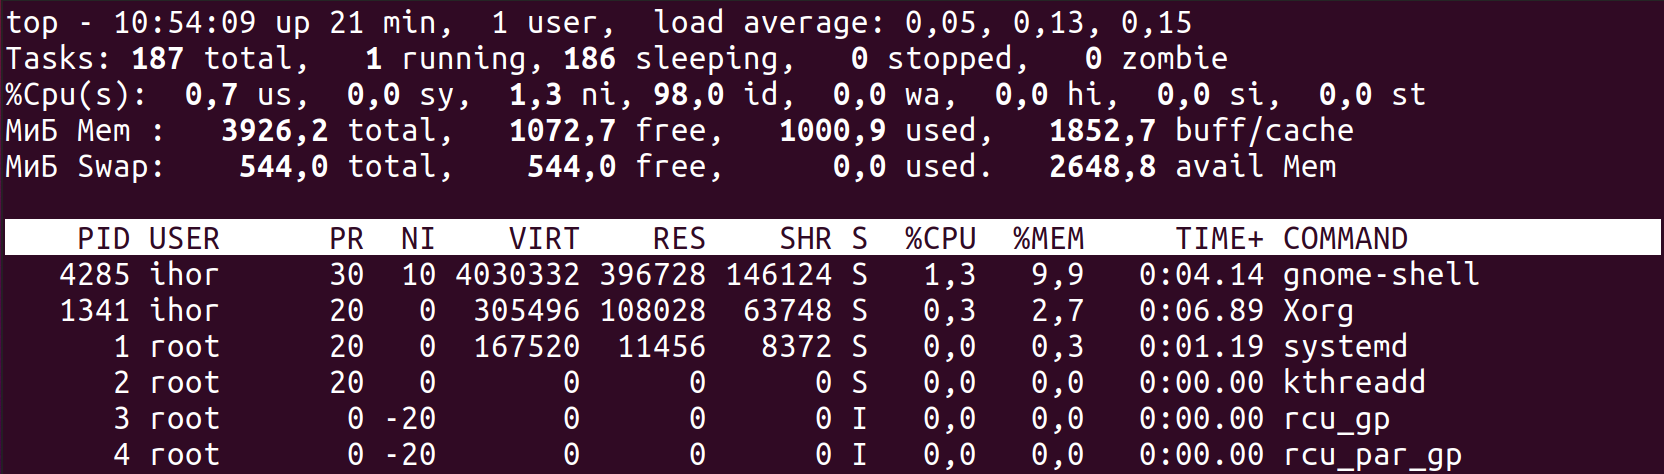 top - 10:54:09 up 21 min,  1 user,  load average: 0,05, 0,13, 0,15
Tasks: 187 total,   1 running, 186 sleeping,   0 stopped,   0 zombie
%Cpu(s):  0,7 us,  0,0 sy,  1,3 ni, 98,0 id,  0,0 wa,  0,0 hi,  0,0 si,  0,0 st
МиБ Mem :   3926,2 total,   1072,7 free,   1000,9 used,   1852,7 buff/cache
МиБ Swap:    544,0 total,    544,0 free,      0,0 used.   2648,8 avail Mem
    PID USER      PR  NI    VIRT    RES    SHR S  %CPU  %MEM     TIME+ COMMAND
   4285 ihor      30  10 4030332 396728 146124 S   1,3   9,9   0:04.14 gnome-shell
   1341 ihor      20   0  305496 108028  63748 S   0,3   2,7   0:06.89 Xorg
      1 root      20   0  167520  11456   8372 S   0,0   0,3   0:01.19 systemd
      2 root      20   0       0      0      0 S   0,0   0,0   0:00.00 kthreadd
      3 root       0 -20       0      0      0 I   0,0   0,0   0:00.00 rcu_gp
      4 root       0 -20       0      0      0 I   0,0   0,0   0:00.00 rcu_par_gp